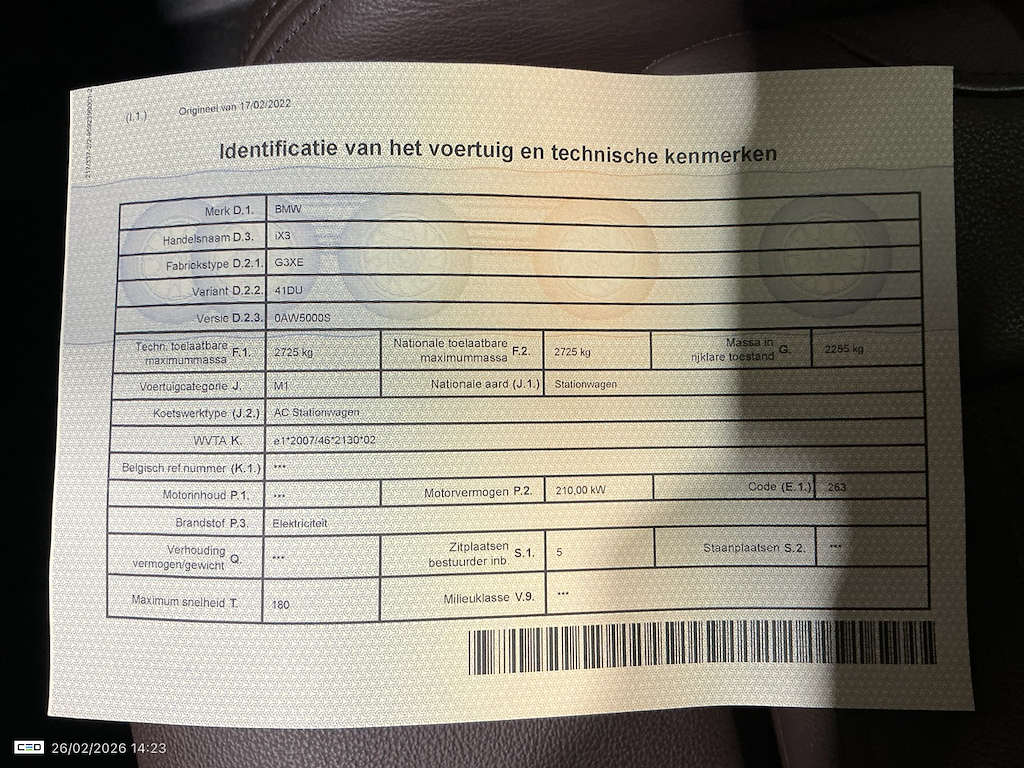 (I.1.) Origineel van 17/02/2022
Identificatie van het voertuig en technische kenmerken
Merk D.1. BMW
Handelsnaam D.3. iX3
Fabriekstype D.2.1. G3XE
Variant D.2.2. 41DU
Versie D.2.3. 0AW5000S
Techn. toelaatbare maximummassa F.1. 2725 kg Nationale toelaatbare maximummassa F.2. 2725 kg Massa in rijklare toestand G. 2255 kg
Voertuigcategorie J. M1 Nationale aard (J.1.) Stationwagen
Koetswerktype (J.2.) AC Stationwagen
WVTA K. e1*2007/46*2130*02
Belgisch ref.nummer (K.1.) ***
Motorinhoud P.1. *** Motorvermogen P.2. 210,00 kW Code (E.1.) 263
Brandstof P.3. Elektriciteit
Verhouding vermogen/gewicht Q. *** Zitplaatsen bestuurder inb. S.1. 5 Staanplaatsen S.2. ***
Maximum snelheid T. 180 Milieuklasse V.9. ***
CED 26/02/2026 14:23